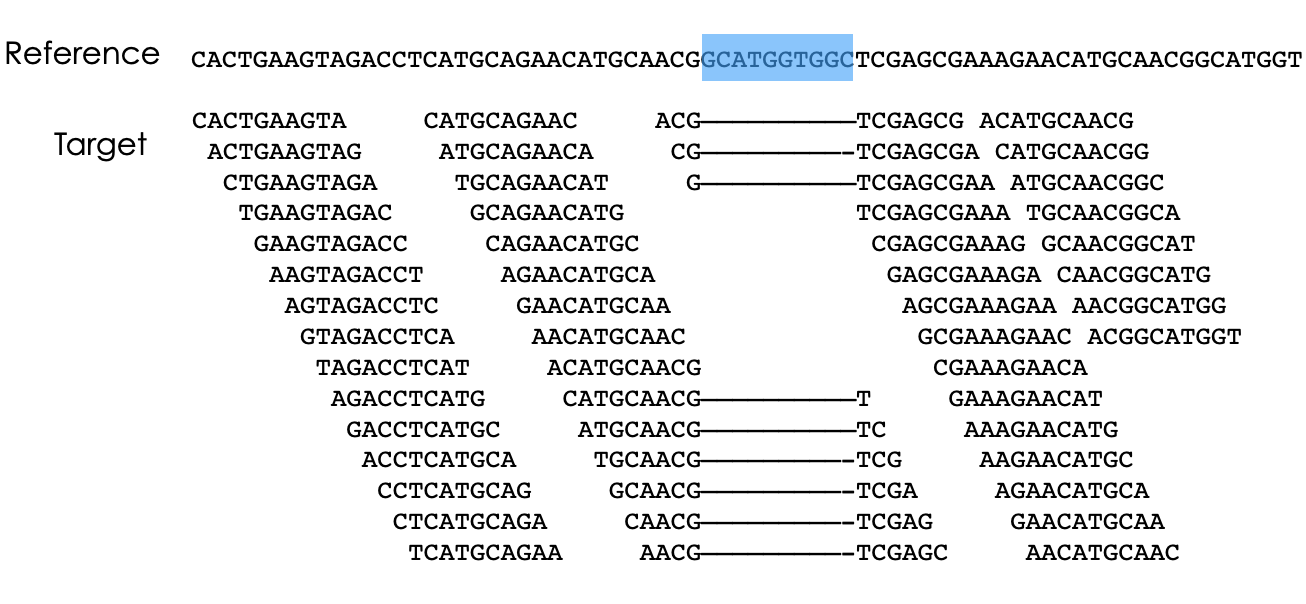 Reference CACTGAAGTAGACCTCATGCAGAACATGCAACGGCATGGTGGCTCGAGCGAAAGAACATGCAACGGCATGGT
Target
CACTGAAGTA CATGCAGAAC ACG——————————TCGAGCG ACATGCAACG
ACTGAAGTAG ATGCAGAACA CG——————————TCGAGCGA CATGCAACGG
CTGAAGTAGA TGCAGAACAT G——————————TCGAGCGAA ATGCAACGGC
TGAAGTAGAC GCAGAACATG TCGAGCGAAA TGCAACGGCA
GAAGTAGACC CAGAACATGC CGAGCGAAAG GCAACGGCAT
AAGTAGACCT AGAACATGCA GAGCGAAAGA CAACGGCATG
AGTAGACCTC GAACATGCAA AGCGAAAGAA AACGGCATGG
GTAGACCTCA AACATGCAAC GCGAAAGAAC ACGGCATGGT
TAGACCTCAT ACATGCAACG CGAAAGAACA
AGACCTCATG CATGCAACG——————————T GAAAGAACAT
GACCTCATGC ATGCAACG——————————TC AAAGAACATG
ACCTCATGCA TGCAACG——————————TCG AAGAACATGC
CCTCATGCAG GCAACG——————————TCGA AGAACATGCA
CTCATGCAGA CAACG——————————TCGAG GAACATGCAA
TCATGCAGAA AACG——————————TCGAGC AACATGCAAC